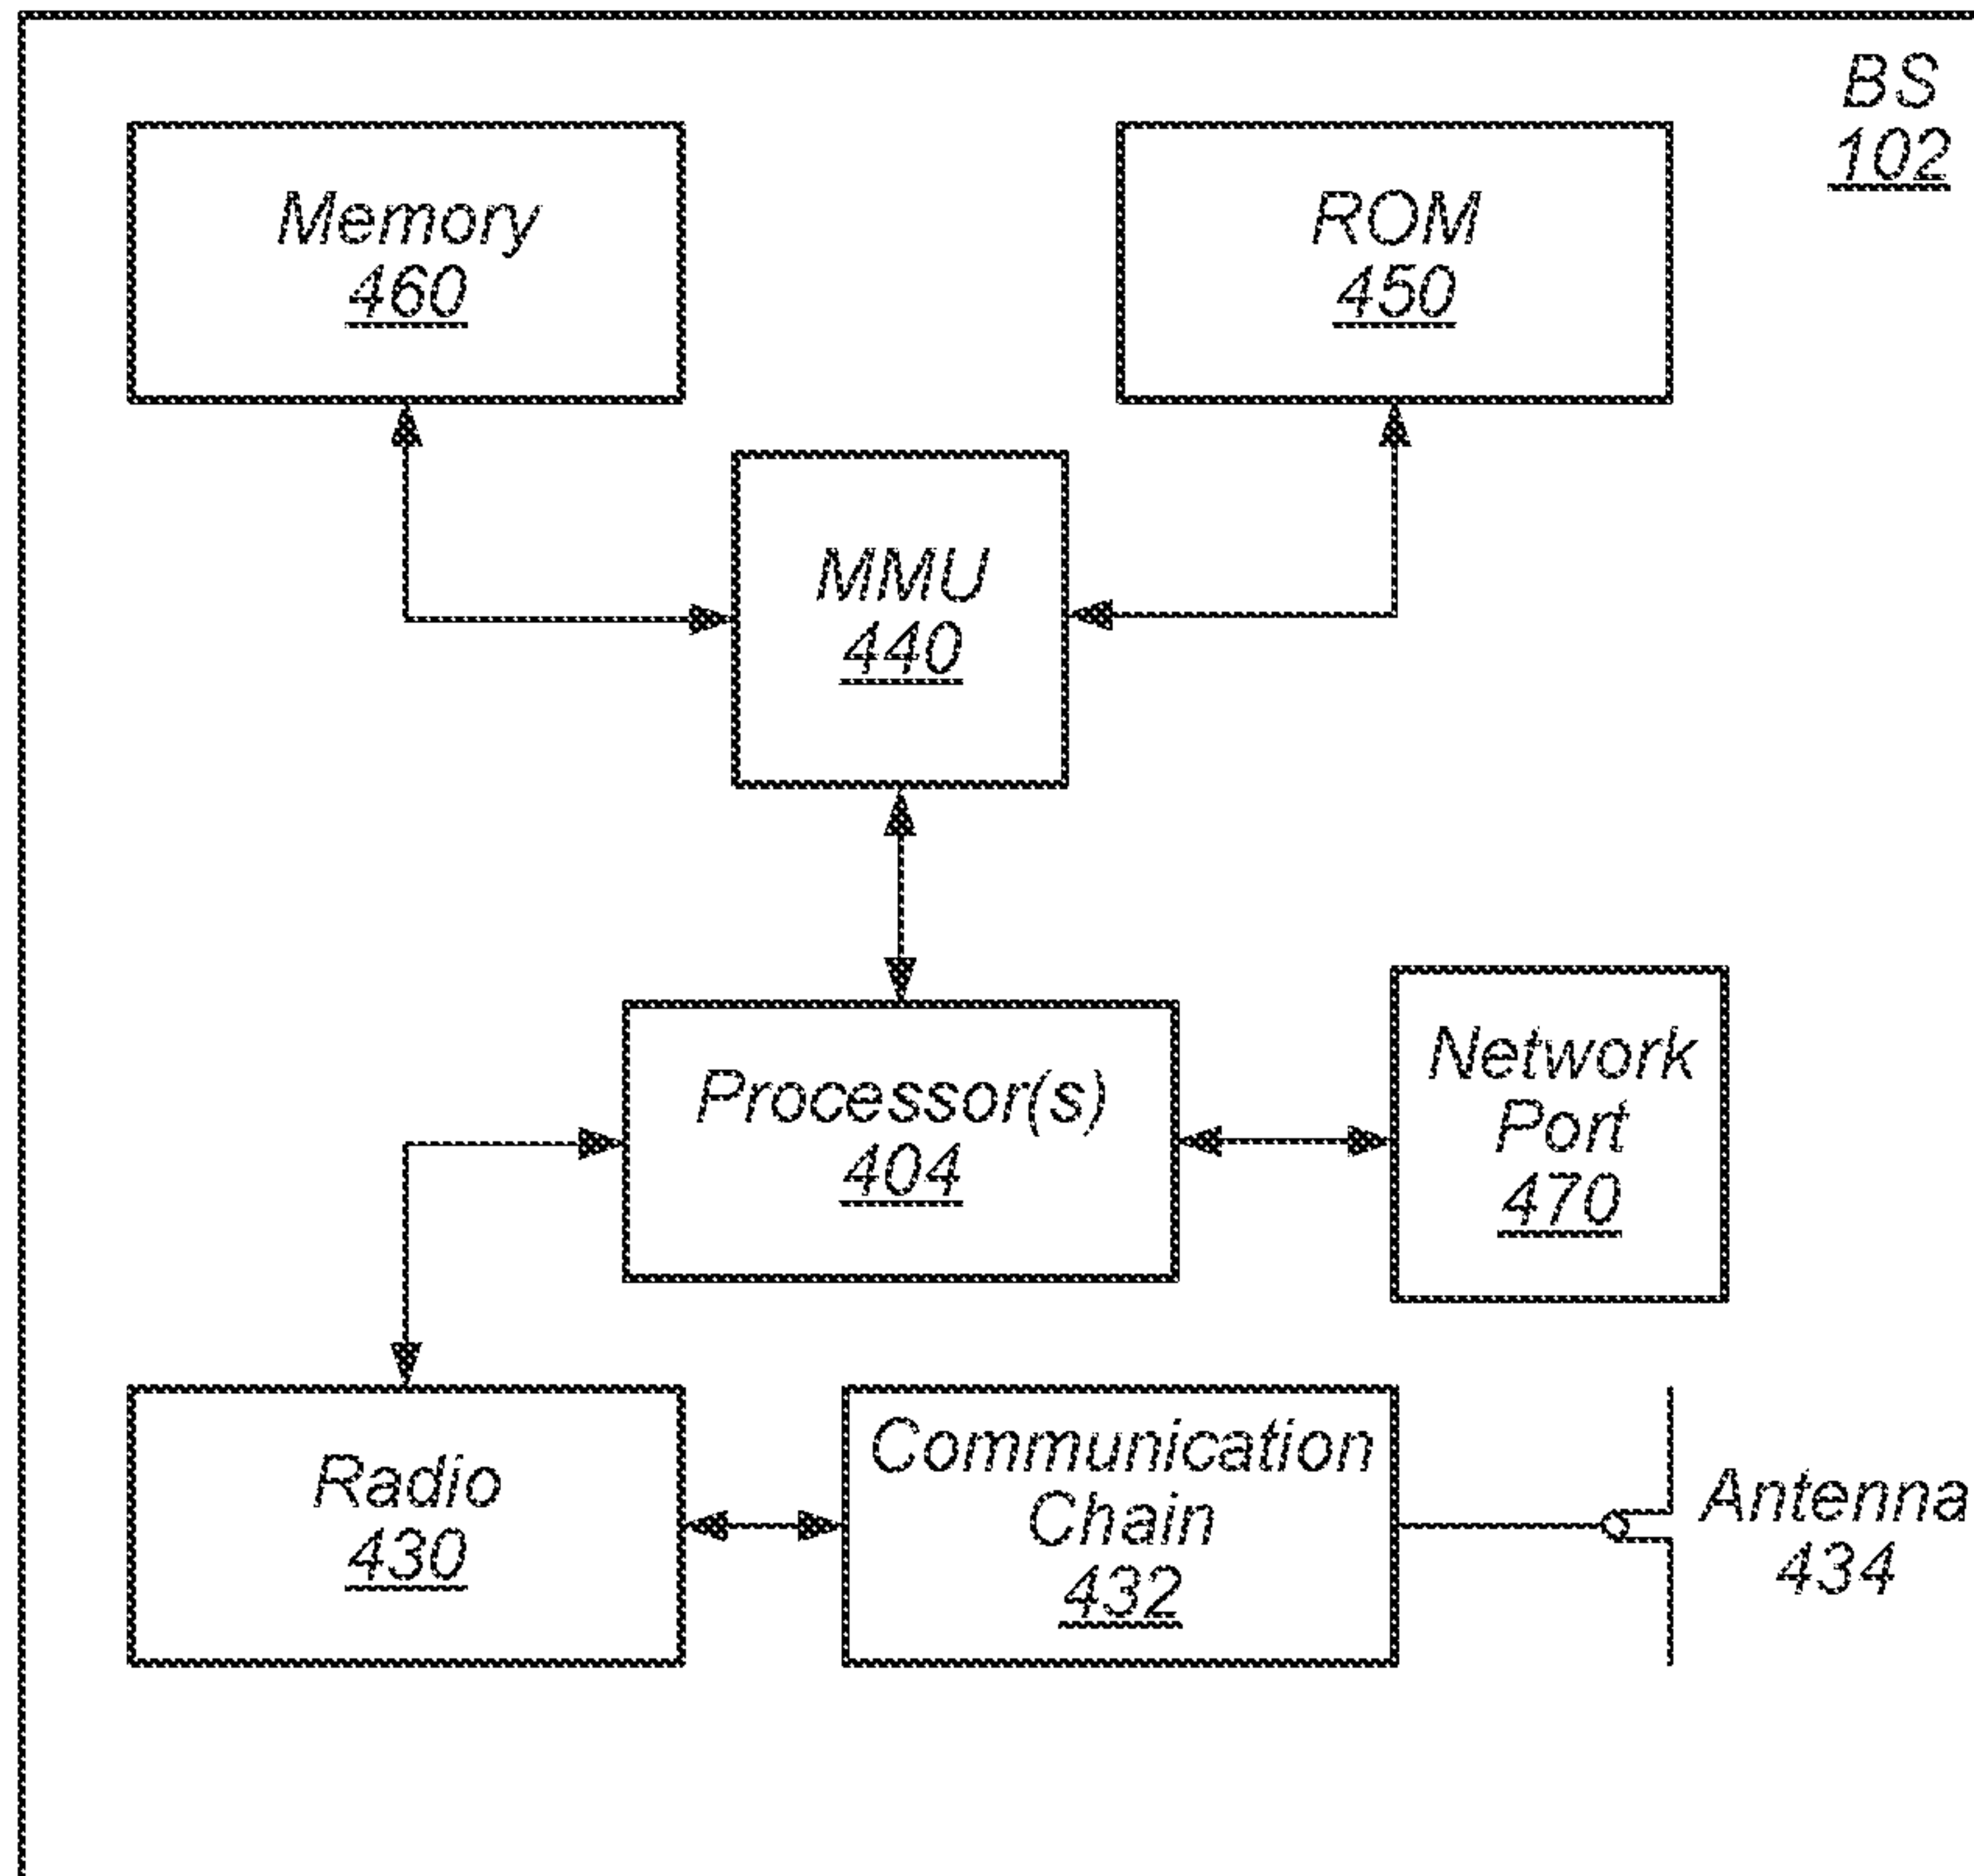 BS
102
Memory
460
ROM
450
MMU
440
Processor(s)
404
Network
Port
470
Radio
430
Communication
Chain
432
Antenna
434